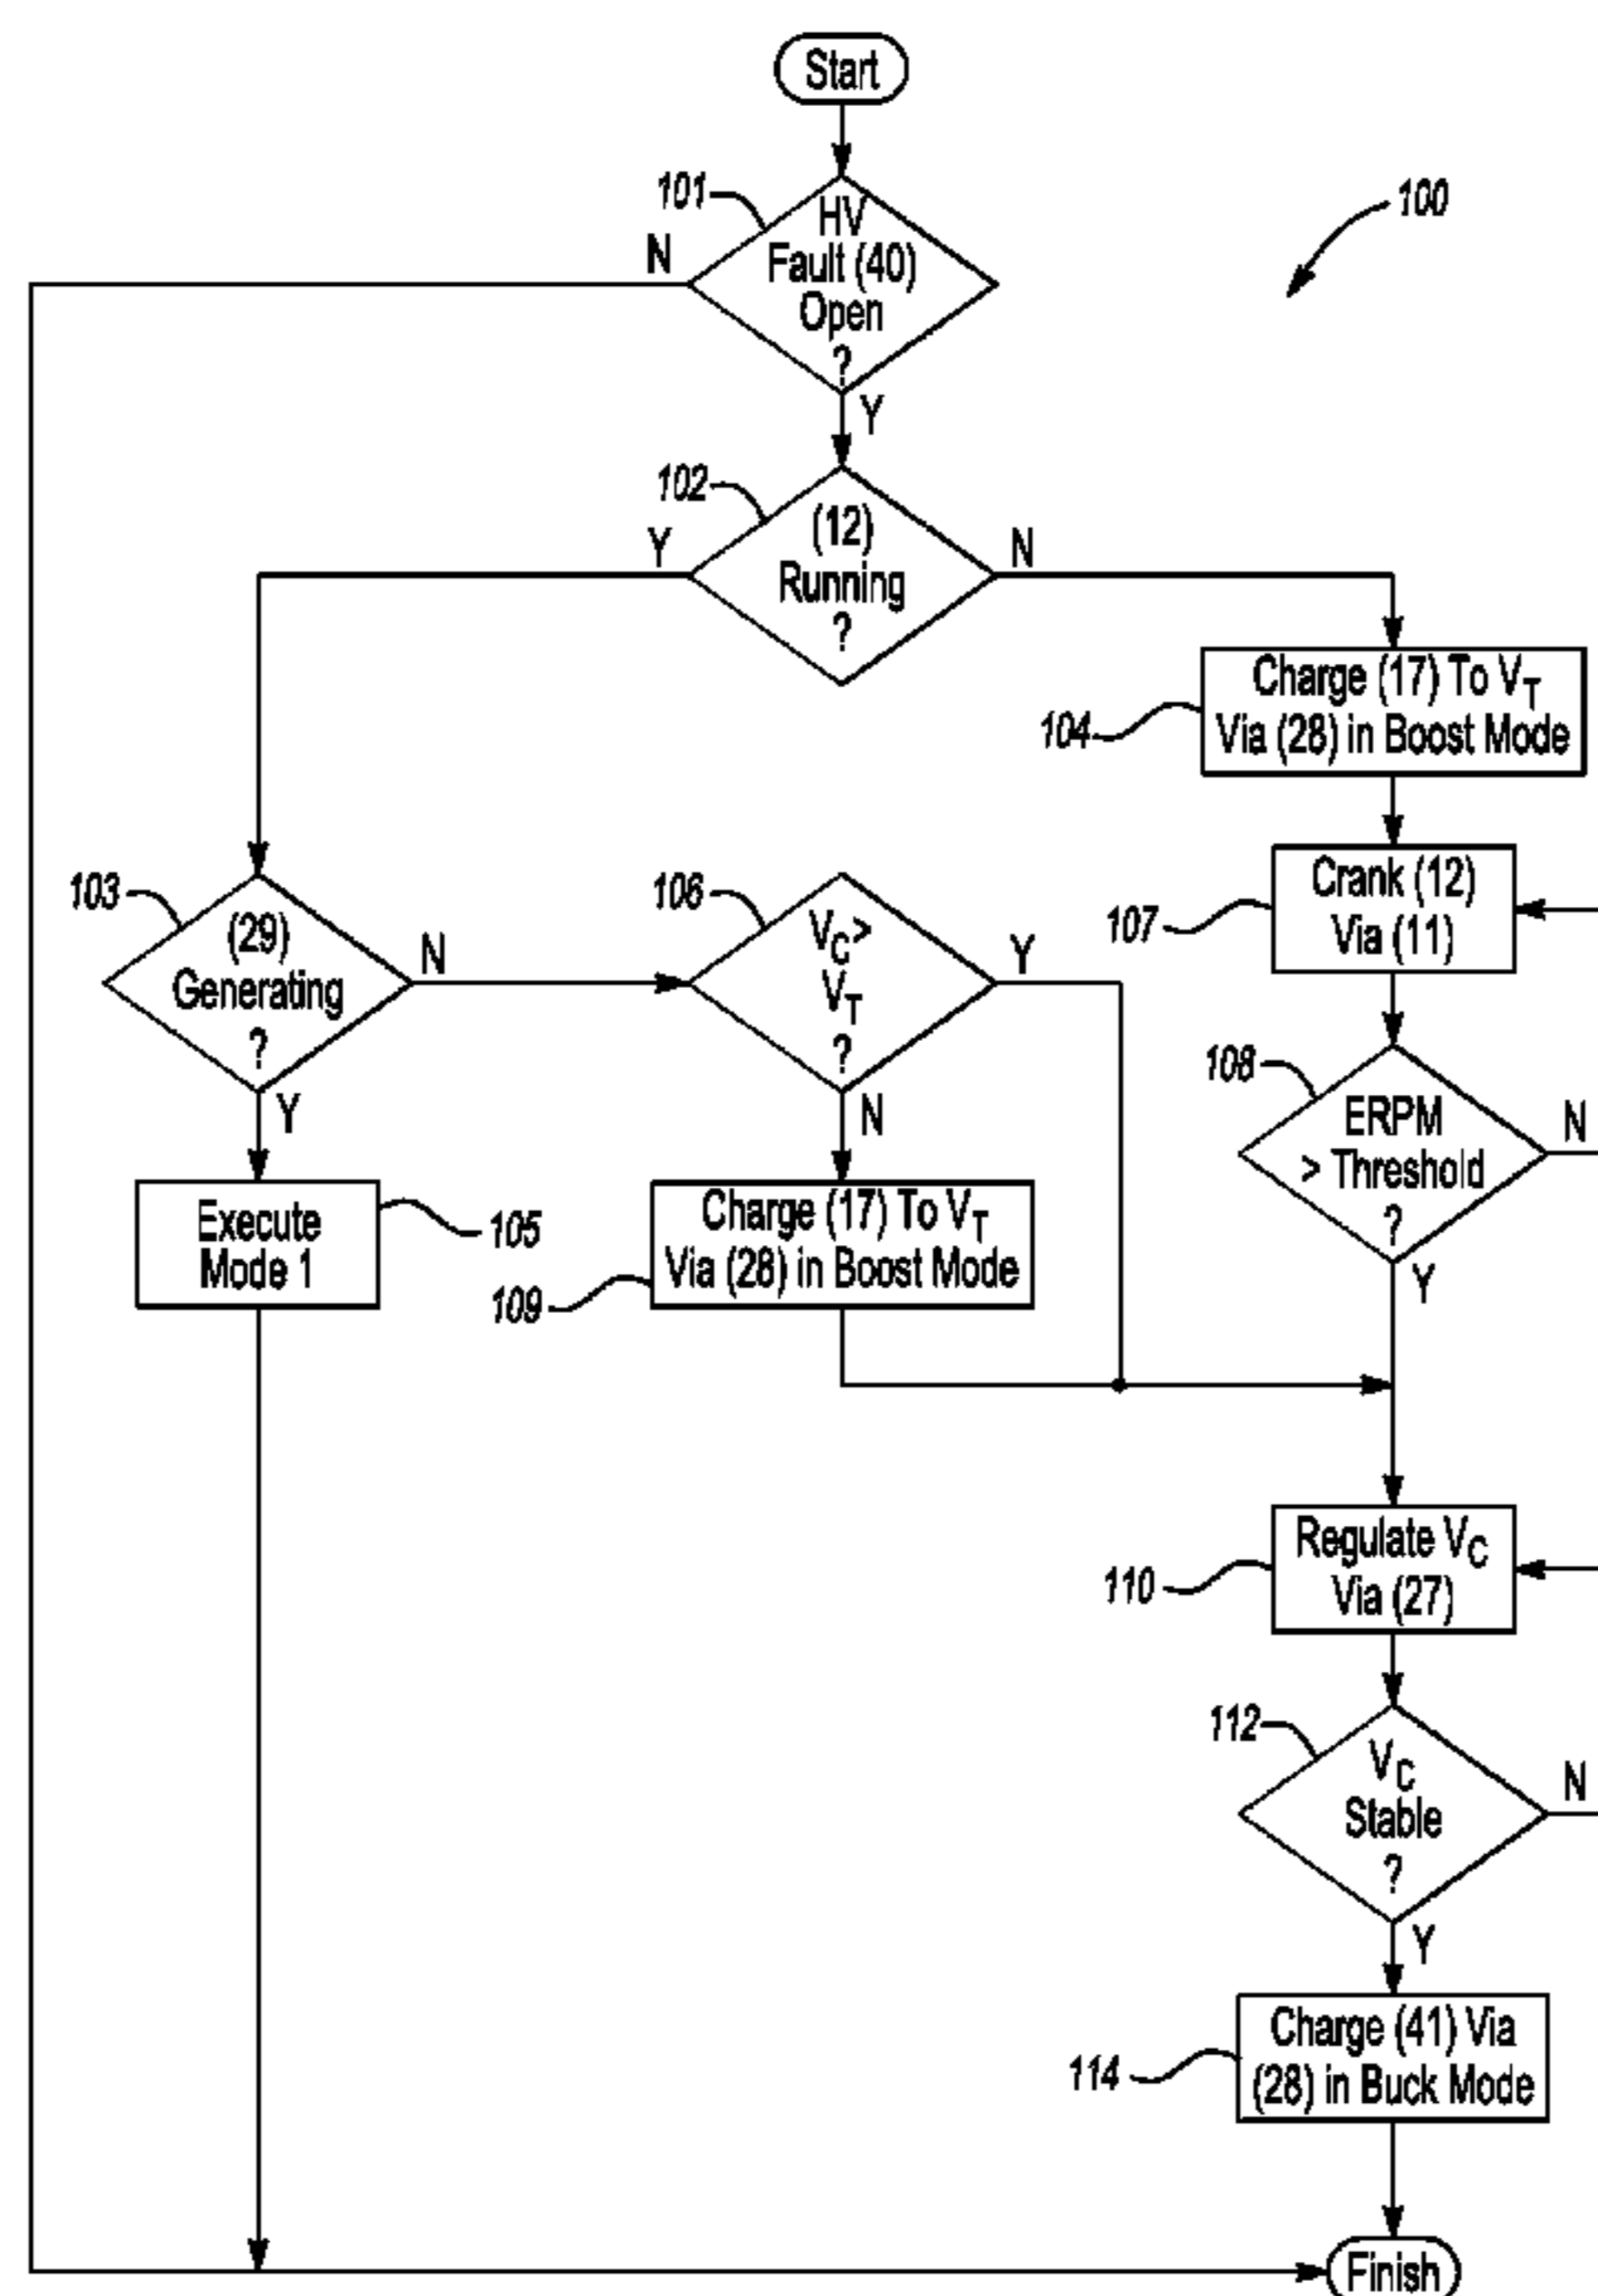 Start
101
HV
Fault (40)
Open
?
N
Y
100
102
(12)
Running
?
Y
N
Charge (17) To VT
Via (28) in Boost Mode
104
103
(29)
Generating
?
N
Y
106
VC>
VT
?
Y
N
Crank (12)
Via (11)
107
108
ERPM
> Threshold
?
N
Y
Execute
Mode 1
105
Charge (17) To VT
Via (28) in Boost Mode
109
Regulate VC
Via (27)
110
112
VC
Stable
?
N
Y
Charge (41) Via
(28) in Buck Mode
114
Finish